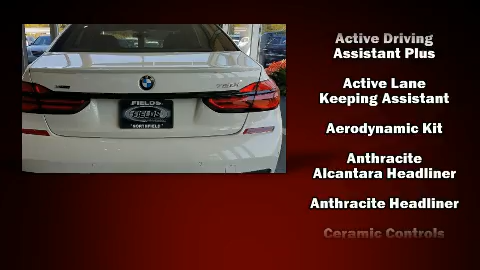 Active Driving
Assistant Plus
Active Lane
Keeping Assistant
Aerodynamic Kit
Anthracite
Alcantara Headliner
Anthracite Headliner
Ceramic Controls
FIELDS
FIELDS
NORTHFIELD